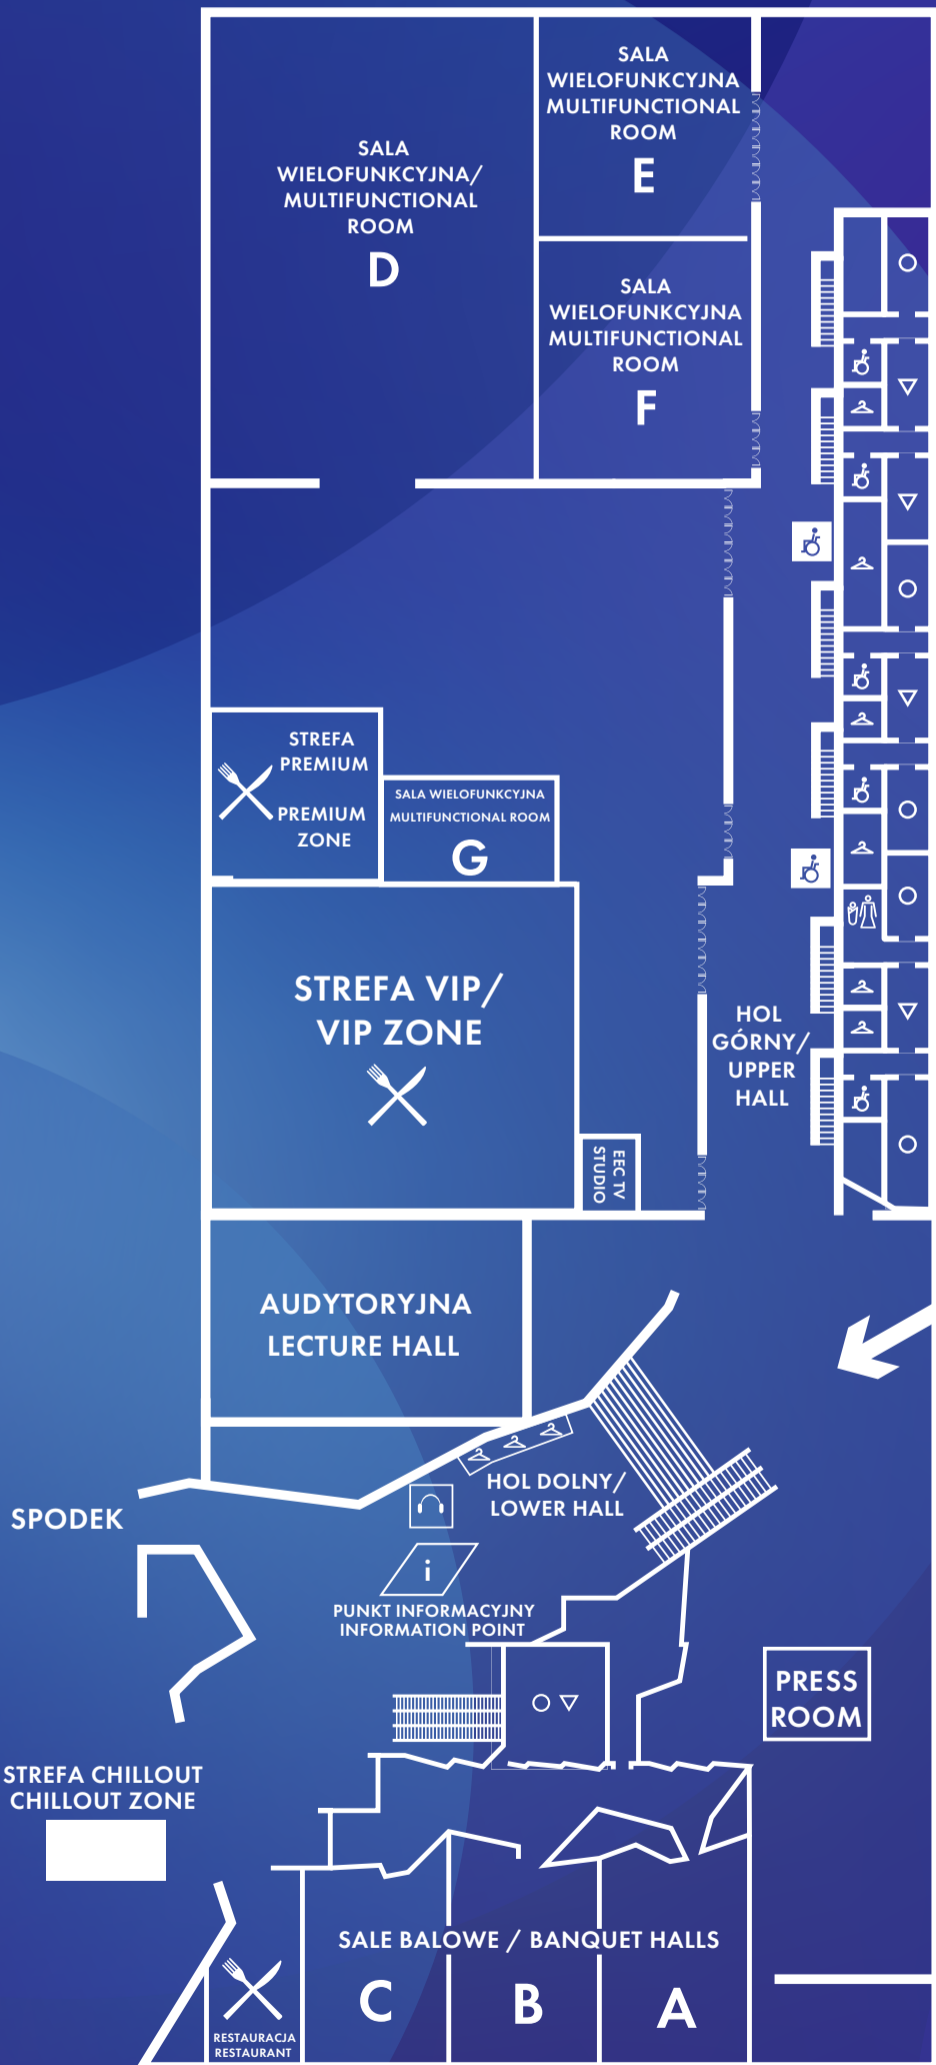 SALA
WIELOFUNKCYJNA/
MULTIFUNCTIONAL
ROOM
D
SALA
WIELOFUNKCYJNA
MULTIFUNCTIONAL
ROOM
E
SALA
WIELOFUNKCYJNA
MULTIFUNCTIONAL
ROOM
F
STREFA
PREMIUM
PREMIUM
ZONE
SALA WIELOFUNKCYJNA
MULTIFUNCTIONAL ROOM
G
STREFA VIP/
VIP ZONE
HOL
GÓRNY/
UPPER
HALL
EEC TV
STUDIO
AUDYTORYJNA
LECTURE HALL
HOL DOLNY/
LOWER HALL
SPODEK
i
PUNKT INFORMACYJNY
INFORMATION POINT
PRESS
ROOM
STREFA CHILLOUT
CHILLOUT ZONE
SALE BALOWE / BANQUET HALLS
C
B
A
RESTAURACJA
RESTAURANT